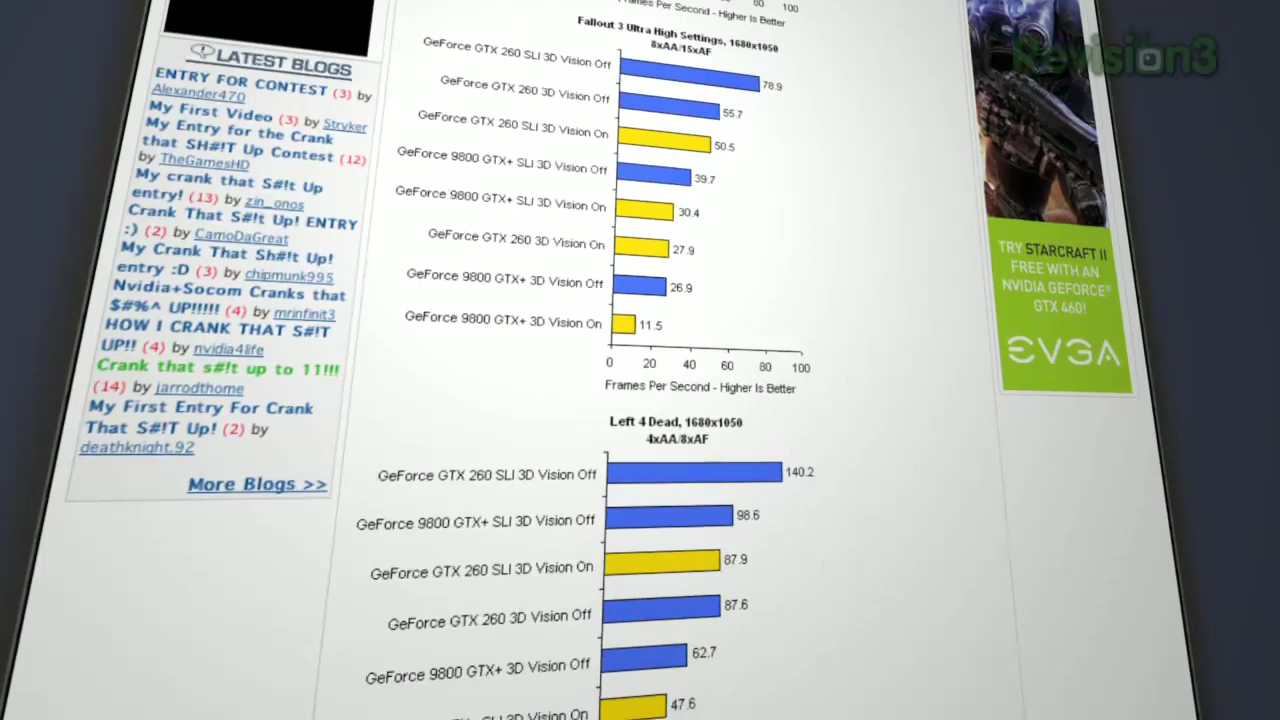 LATEST BLOGS
ENTRY FOR CONTEST (3) by
Alexander470
My First Video (3) by Stryker
My Entry for the Crank
that SH#!T Up Contest (12)
by TheGamesHD
My crank that S#!t Up
entry! (13) by zin_onos
Crank That S#!t Up! ENTRY
:) (2) by CamoDaGreat
My Crank That Sh#!t Up!
entry :D (3) by chipmunk995
Nvidia+Socom Cranks that
$#%^ UP!!!!! (4) by mrinfinit3
HOW I CRANK THAT S#!T
UP!! (4) by nvidia4life
Crank that s#!t up to 11!!!
(14) by jarrodthome
My First Entry For Crank
That S#!T Up! (2) by
deathknight.92
More Blogs >>
80 100
Frames Per Second - Higher Is Better
Fallout 3 Ultra High Settings, 1680x1050
8xAA/15xAF
GeForce GTX 260 SLI 3D Vision Off 78.9
GeForce GTX 260 3D Vision Off 55.7
GeForce GTX 260 SLI 3D Vision On 50.5
GeForce 9800 GTX+ SLI 3D Vision Off 39.7
GeForce 9800 GTX+ SLI 3D Vision On 30.4
GeForce GTX 260 3D Vision On 27.9
GeForce 9800 GTX+ 3D Vision Off 26.9
GeForce 9800 GTX+ 3D Vision On 11.5
0 20 40 60 80 100
Frames Per Second - Higher Is Better
Left 4 Dead, 1680x1050
4xAA/8xAF
GeForce GTX 260 SLI 3D Vision Off 140.2
GeForce 9800 GTX+ SLI 3D Vision Off 98.6
GeForce GTX 260 SLI 3D Vision On 87.9
GeForce GTX 260 3D Vision Off 87.6
GeForce 9800 GTX+ 3D Vision Off 62.7
SLI 3D Vision On 47.6
Revision3
TRY STARCRAFT II
FREE WITH AN
NVIDIA GEFORCE®
GTX 460!
EVGA